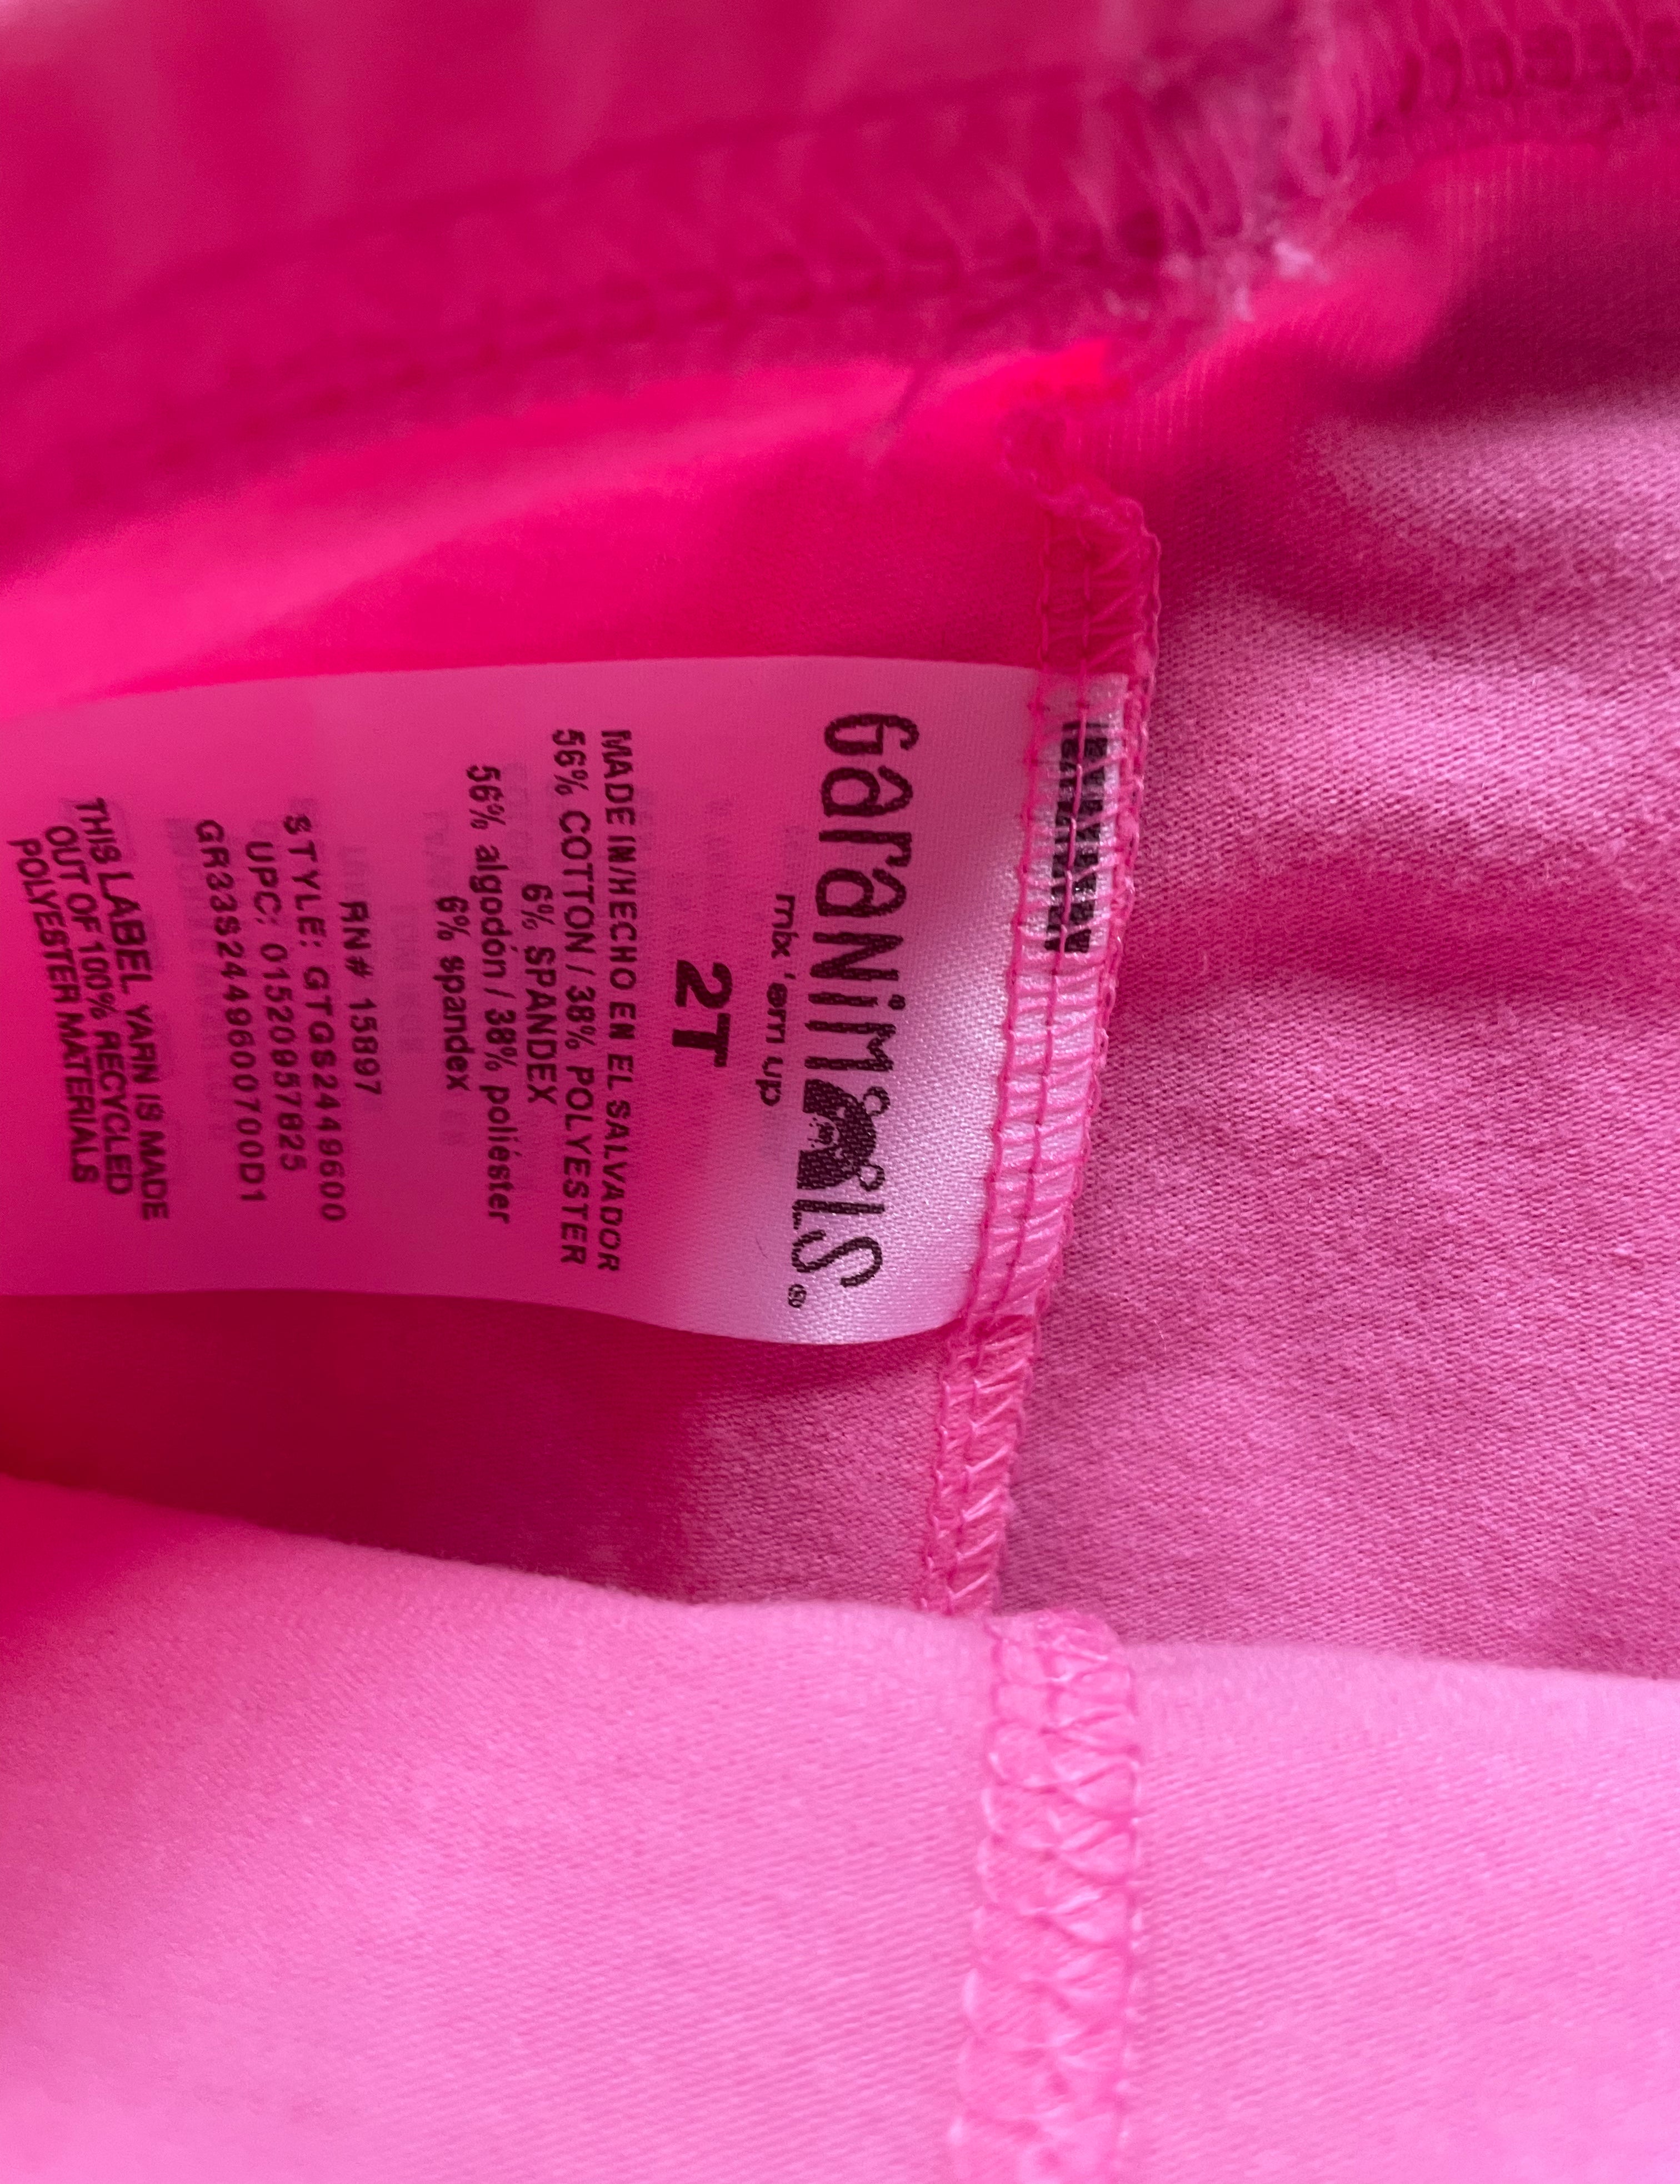 Garanimals®
mix 'em up
2T
MADE IN/HECHO EN EL SALVADOR
56% COTTON / 38% POLYESTER
6% SPANDEX
56% algodón / 38% poliéster
6% spandex
RN# 15897
STYLE: GTGS2449600
UPC: 01520957825
GR33S2449600700D1
THIS LABEL YARN IS MADE
OUT OF 100% RECYCLED
POLYESTER MATERIALS